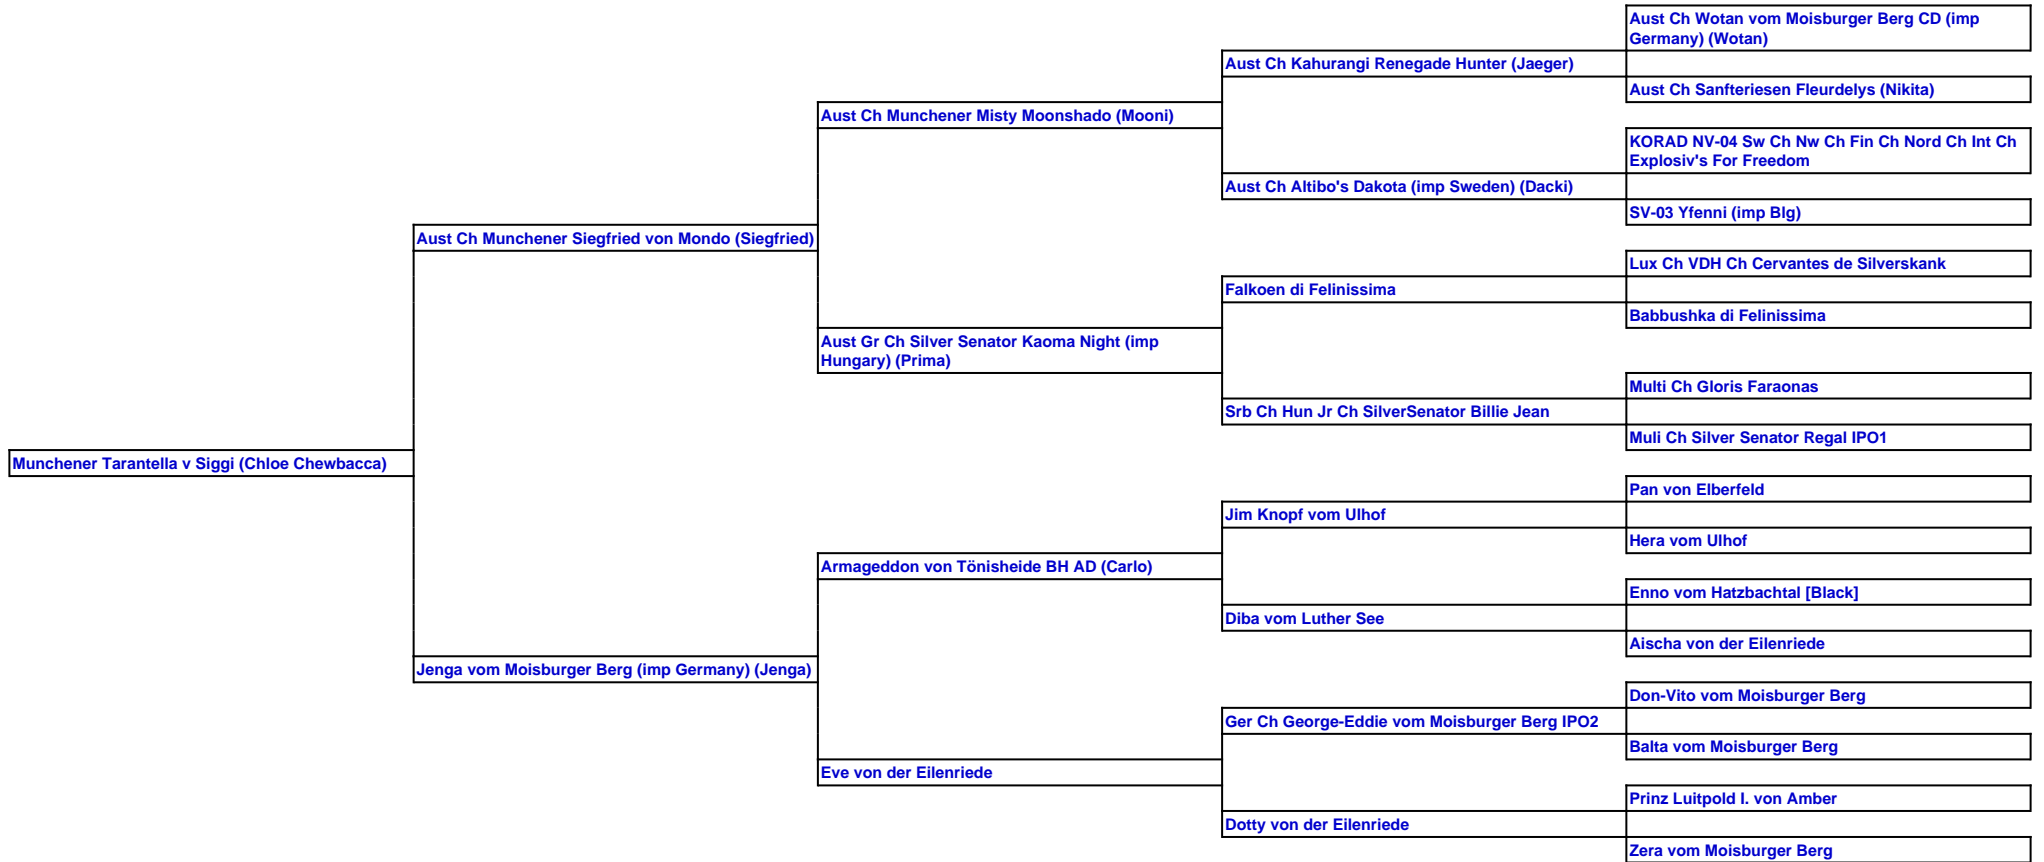 Aust Ch Wotan vom Moisburger Berg CD (imp
Germany) (Wotan)
Aust Ch Kahurangi Renegade Hunter (Jaeger)
Aust Ch Sanfteriesen Fleurdelys (Nikita)
Aust Ch Munchener Misty Moonshado (Mooni)
KORAD NV-04 Sw Ch Nw Ch Fin Ch Nord Ch Int Ch
Explosiv's For Freedom
Aust Ch Altibo's Dakota (imp Sweden) (Dacki)
SV-03 Yfenni (imp Blg)
Aust Ch Munchener Siegfried von Mondo (Siegfried)
Lux Ch VDH Ch Cervantes de Silverskank
Falkoen di Felinissima
Babbushka di Felinissima
Aust Gr Ch Silver Senator Kaoma Night (imp
Hungary) (Prima)
Multi Ch Gloris Faraonas
Srb Ch Hun Jr Ch SilverSenator Billie Jean
Muli Ch Silver Senator Regal IPO1
Munchener Tarantella v Siggi (Chloe Chewbacca)
Pan von Elberfeld
Jim Knopf vom Ulhof
Hera vom Ulhof
Armageddon von Tönisheide BH AD (Carlo)
Enno vom Hatzbachtal [Black]
Diba vom Luther See
Aischa von der Eilenriede
Jenga vom Moisburger Berg (imp Germany) (Jenga)
Don-Vito vom Moisburger Berg
Ger Ch George-Eddie vom Moisburger Berg IPO2
Balta vom Moisburger Berg
Eve von der Eilenriede
Prinz Luitpold I. von Amber
Dotty von der Eilenriede
Zera vom Moisburger Berg